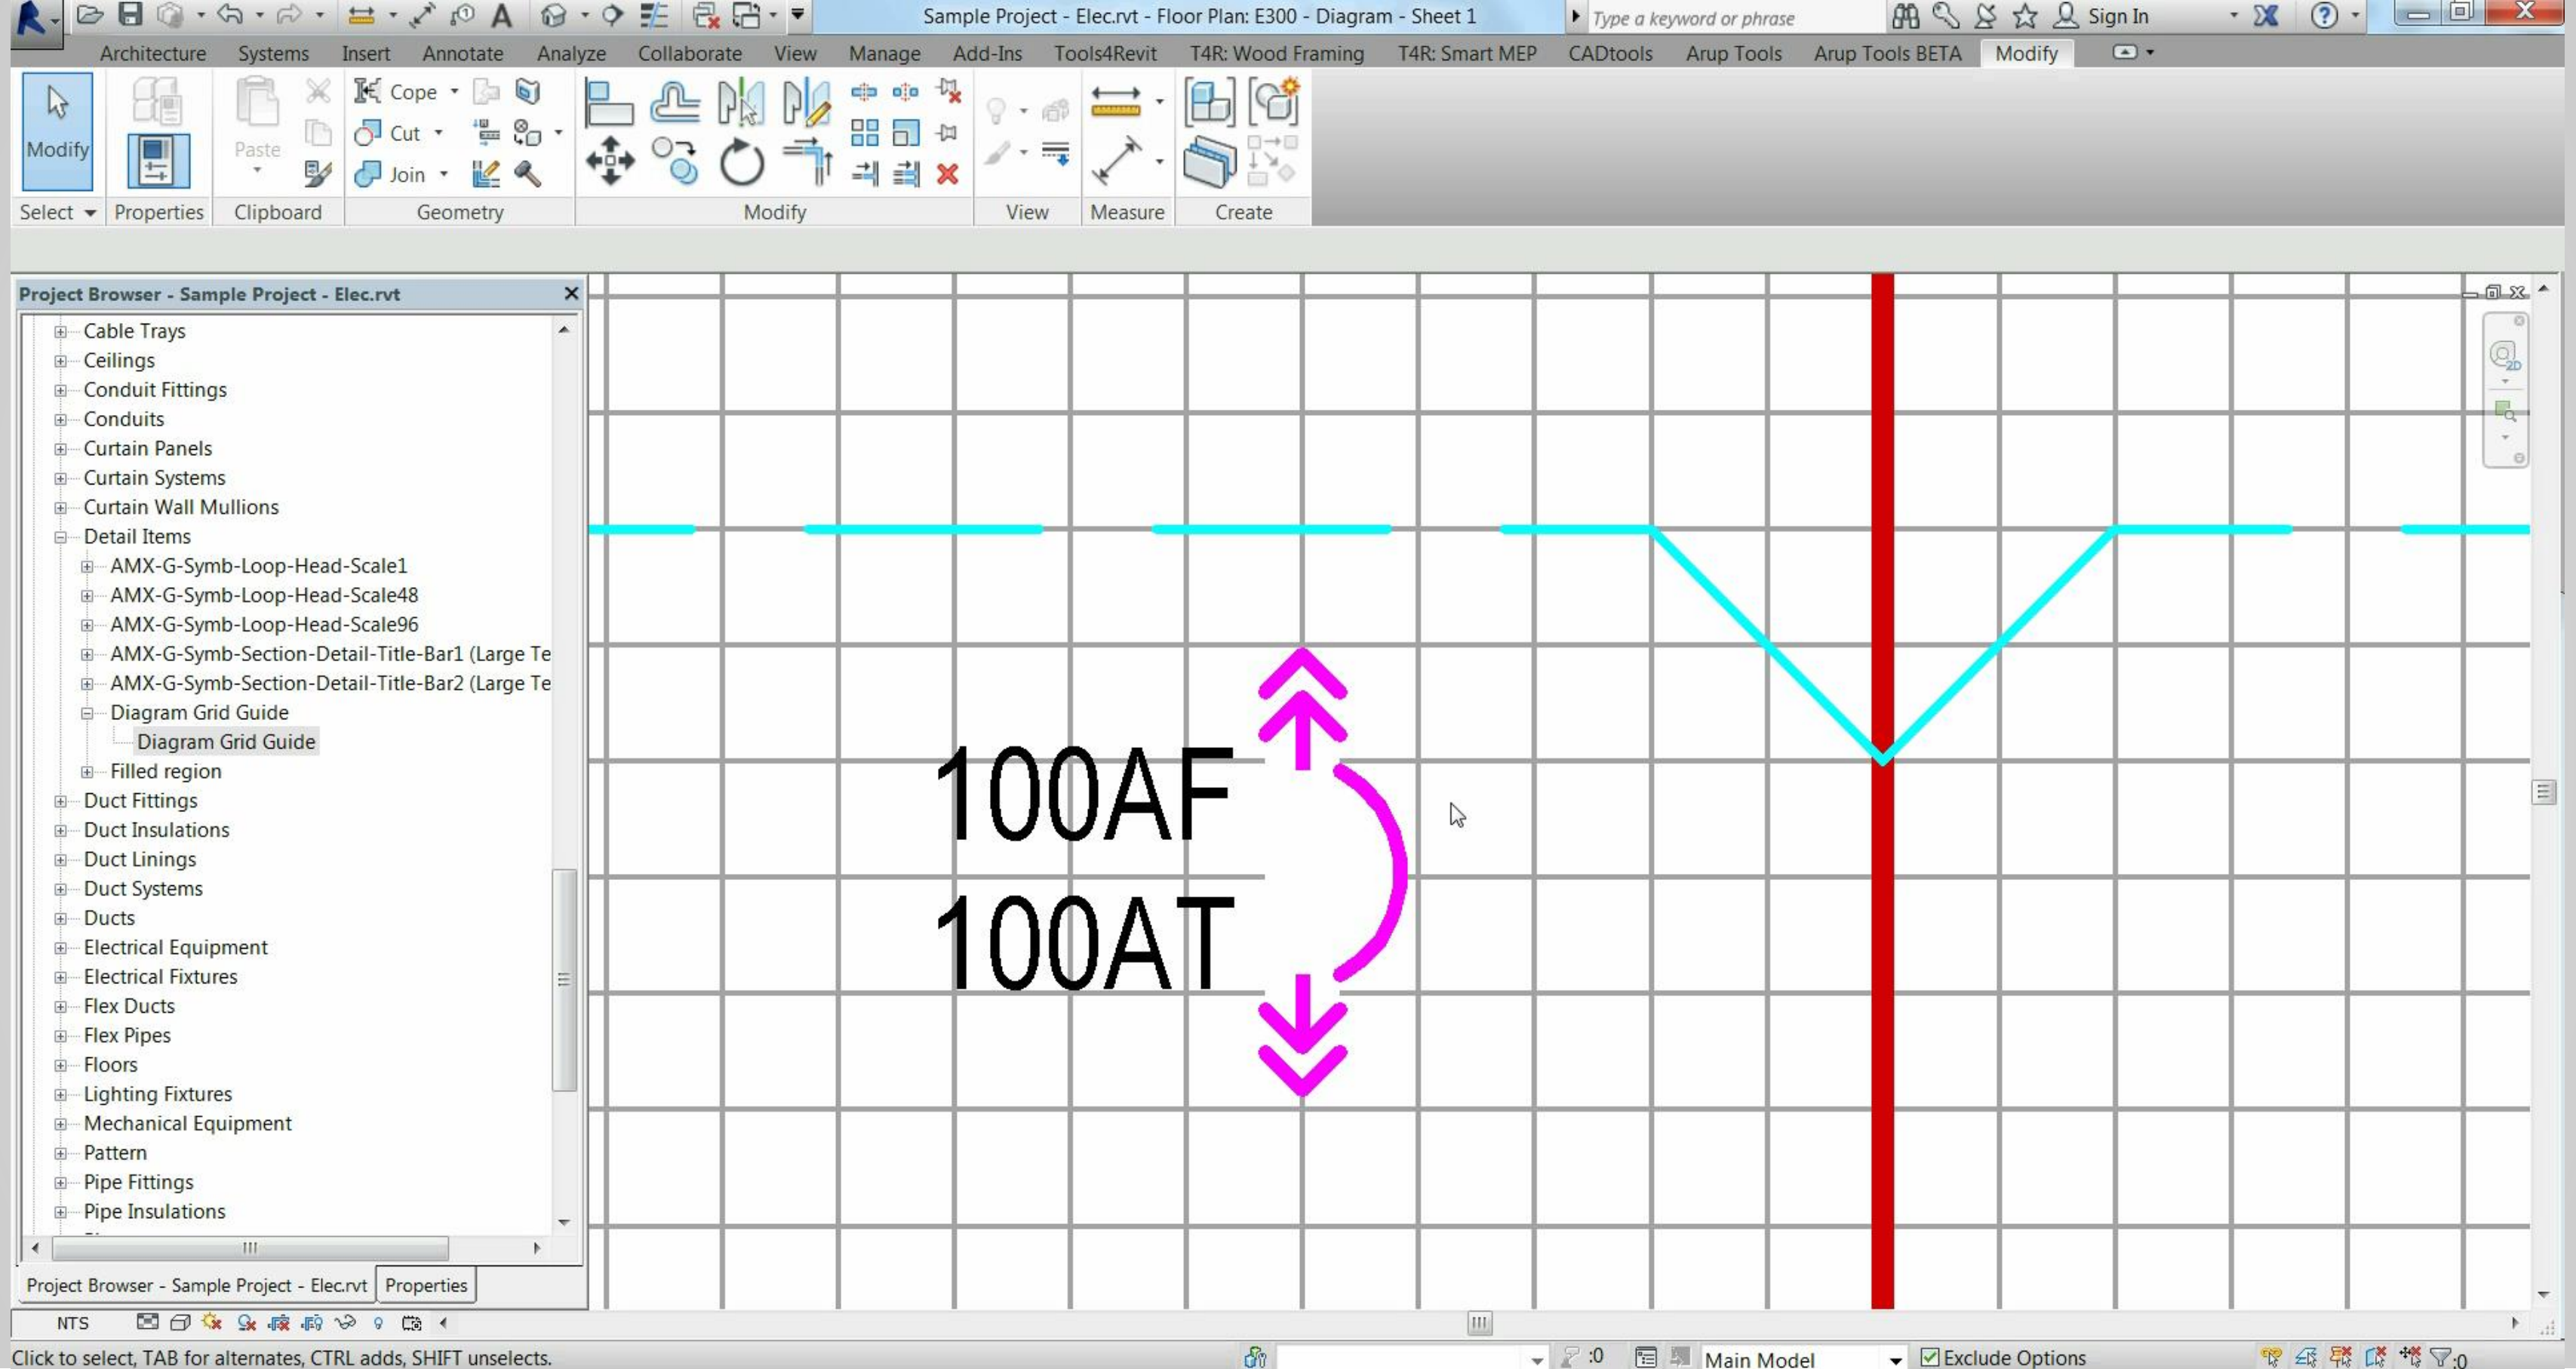 Sample Project - Elec.rvt - Floor Plan: E300 - Diagram - Sheet 1
Type a keyword or phrase
Sign In
Architecture Systems Insert Annotate Analyze Collaborate View Manage Add-Ins Tools4Revit T4R: Wood Framing T4R: Smart MEP CADtools Arup Tools Arup Tools BETA Modify
Modify
Paste
Cope
Cut
Join
Select Properties Clipboard Geometry Modify View Measure Create
Project Browser - Sample Project - Elec.rvt
Cable Trays
Ceilings
Conduit Fittings
Conduits
Curtain Panels
Curtain Systems
Curtain Wall Mullions
Detail Items
AMX-G-Symb-Loop-Head-Scale1
AMX-G-Symb-Loop-Head-Scale48
AMX-G-Symb-Loop-Head-Scale96
AMX-G-Symb-Section-Detail-Title-Bar1 (Large Te
AMX-G-Symb-Section-Detail-Title-Bar2 (Large Te
Diagram Grid Guide
Diagram Grid Guide
Filled region
Duct Fittings
Duct Insulations
Duct Linings
Duct Systems
Ducts
Electrical Equipment
Electrical Fixtures
Flex Ducts
Flex Pipes
Floors
Lighting Fixtures
Mechanical Equipment
Pattern
Pipe Fittings
Pipe Insulations
100AF
100AT
2D
Project Browser - Sample Project - Elec.rvt Properties
NTS
Click to select, TAB for alternates, CTRL adds, SHIFT unselects.
:0
Main Model
Exclude Options
:0